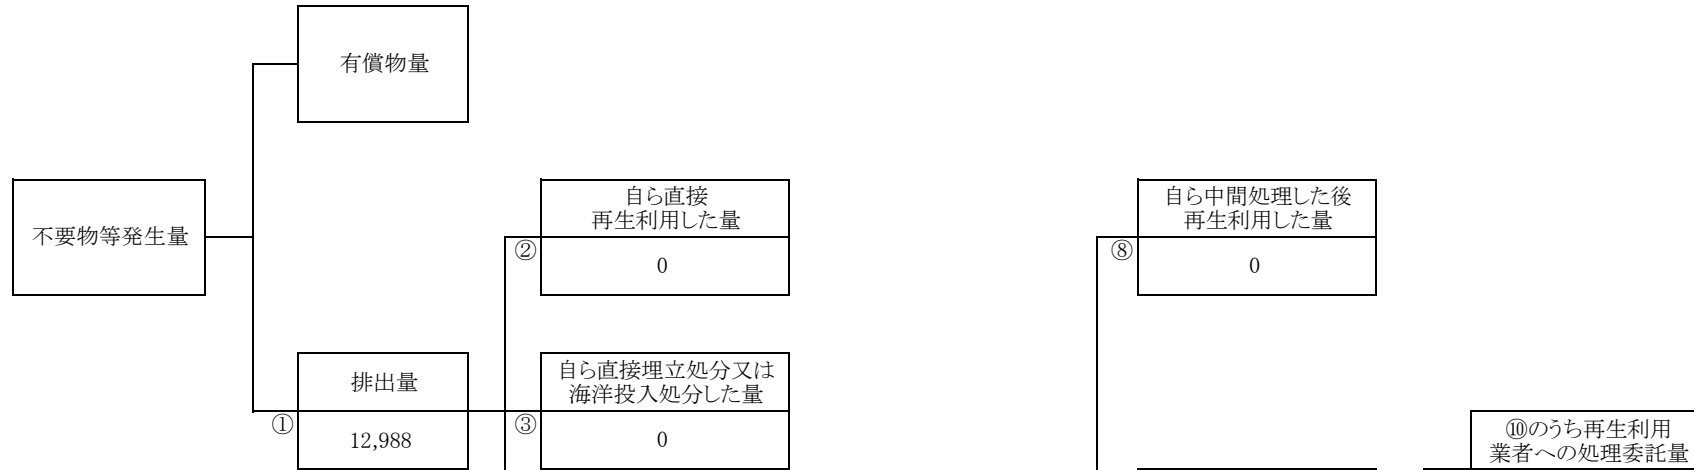 有償物量
不要物等発生量
自ら直接
再生利用した量
②
0
自ら中間処理した後
再生利用した量
⑧
0
排出量
①
12,988
自ら直接埋立処分又は
海洋投入処分した量
③
0
⑩のうち再生利用
業者への処理委託量